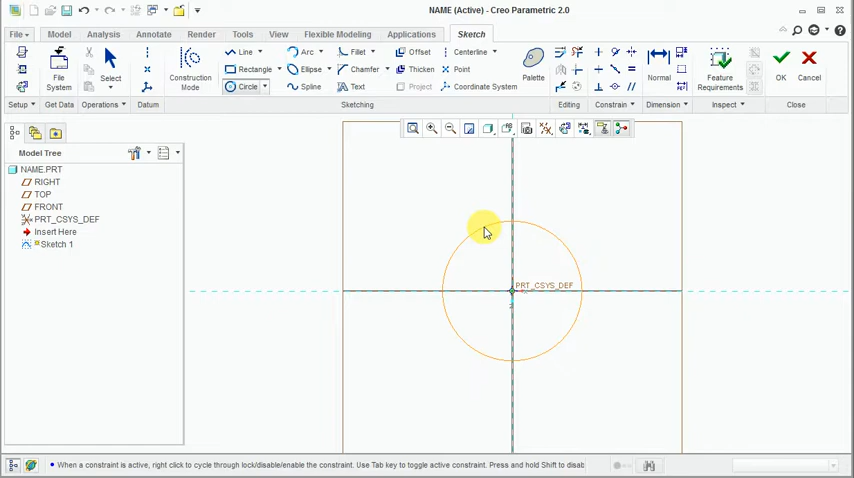 NAME (Active) - Creo Parametric 2.0
File Model Analysis Annotate Render Tools View Flexible Modeling Applications Sketch
File System
Select
Construction Mode
Line
Rectangle
Circle
Arc
Ellipse
Spline
Fillet
Chamfer
Text
Offset
Thicken
Project
Centerline
Point
Coordinate System
Palette
Normal
Feature Requirements
OK
Cancel
Setup Get Data Operations Datum Sketching Editing Constrain Dimension Inspect Close
Model Tree
NAME.PRT
RIGHT
TOP
FRONT
PRT_CSYS_DEF
Insert Here
Sketch 1
PRT_CSYS_DEF
When a constraint is active, right click to cycle through lock/disable/enable the constraint. Use Tab key to toggle active constraint. Press and hold Shift to disab